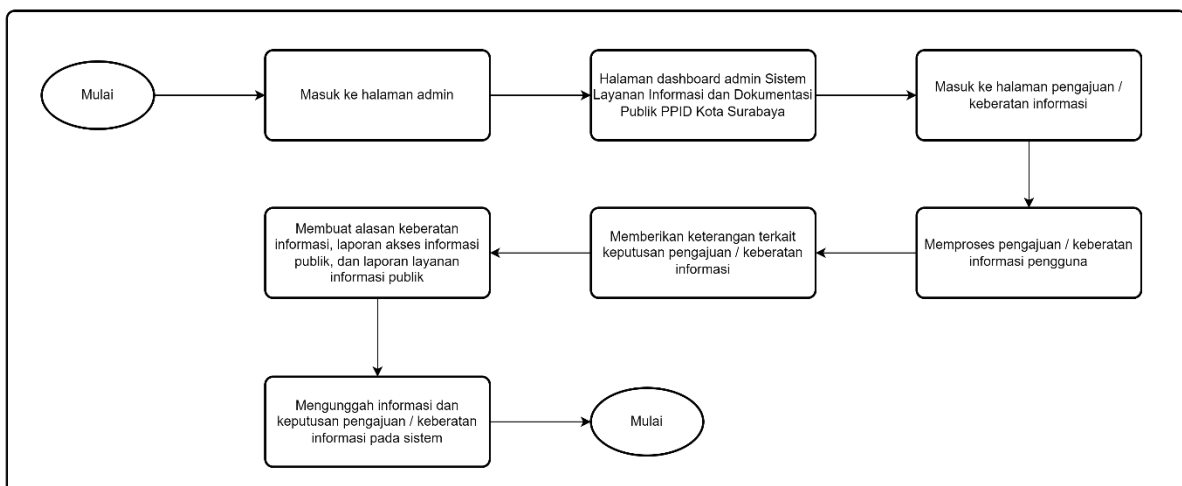 Mulai
Masuk ke halaman admin
Halaman dashboard admin Sistem
Layanan Informasi dan Dokumentasi
Publik PPID Kota Surabaya
Masuk ke halaman pengajuan /
keberatan informasi
Memproses pengajuan / keberatan
informasi pengguna
Memberikan keterangan terkait
keputusan pengajuan / keberatan
informasi
Membuat alasan keberatan
informasi, laporan akses informasi
publik, dan laporan layanan
informasi publik
Mengunggah informasi dan
keputusan pengajuan / keberatan
informasi pada sistem
Mulai